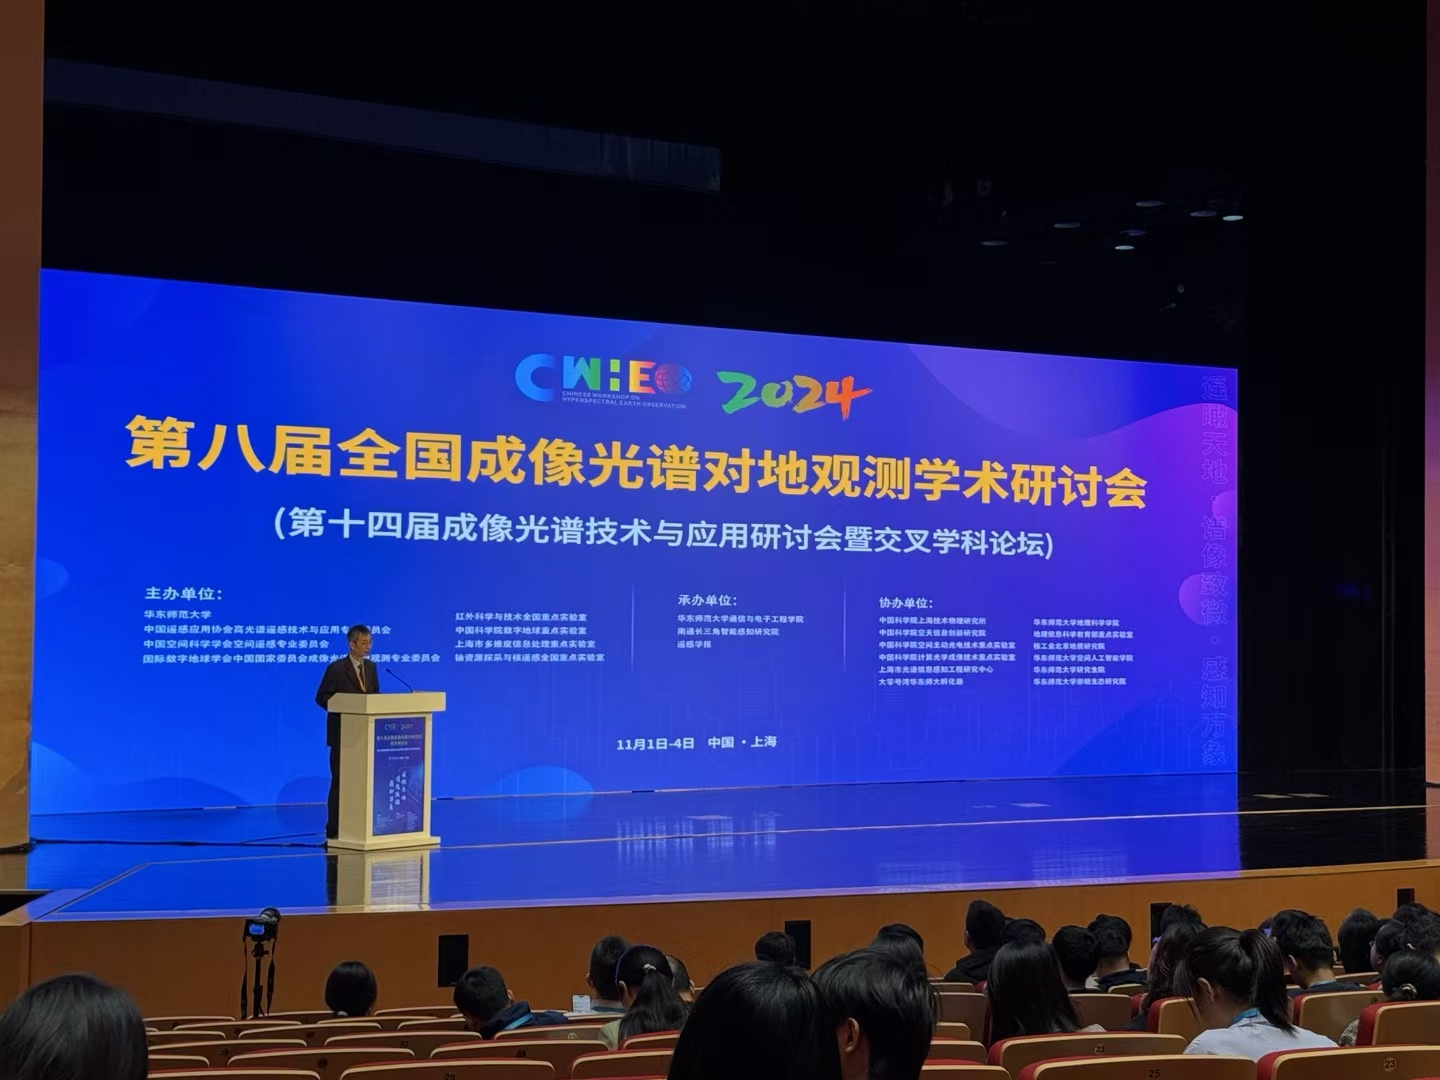 CWHEO 2024
CHINESE WORKSHOP ON
HYPERSPECTRAL EARTH OBSERVATION
第八届全国成像光谱对地观测学术研讨会
(第十四届成像光谱技术与应用研讨会暨交叉学科论坛)
主办单位：
华东师范大学
中国遥感应用协会高光谱遥感技术与应用专 员会
中国空间科学学会空间遥感专业委员会
国际数字地球学会中国国家委员会成像光 观测专业委员会
红外科学与技术全国重点实验室
中国科学院数字地球重点实验室
上海市多维度信息处理重点实验室
铀资源探采与核遥感全国重点实验室
承办单位：
华东师范大学通信与电子工程学院
南通长三角智能感知研究院
遥感学报
协办单位：
中国科学院上海技术物理研究所
中国科学院空天信息创新研究院
中国科学院空间主动光电技术重点实验室
中国科学院计算光学成像技术重点实验室
上海市光通信感知工程研究中心
大零号湾华东师大孵化器
华东师范大学地理科学学院
地理信息科学教育部重点实验室
核工业北京地质研究院
华东师范大学空间人工智能学院
华东师范大学研究生院
华东师范大学崇明生态研究院
11月1日-4日 中国·上海
遥瞰天地·谱像致微·感知万象
23
25
23